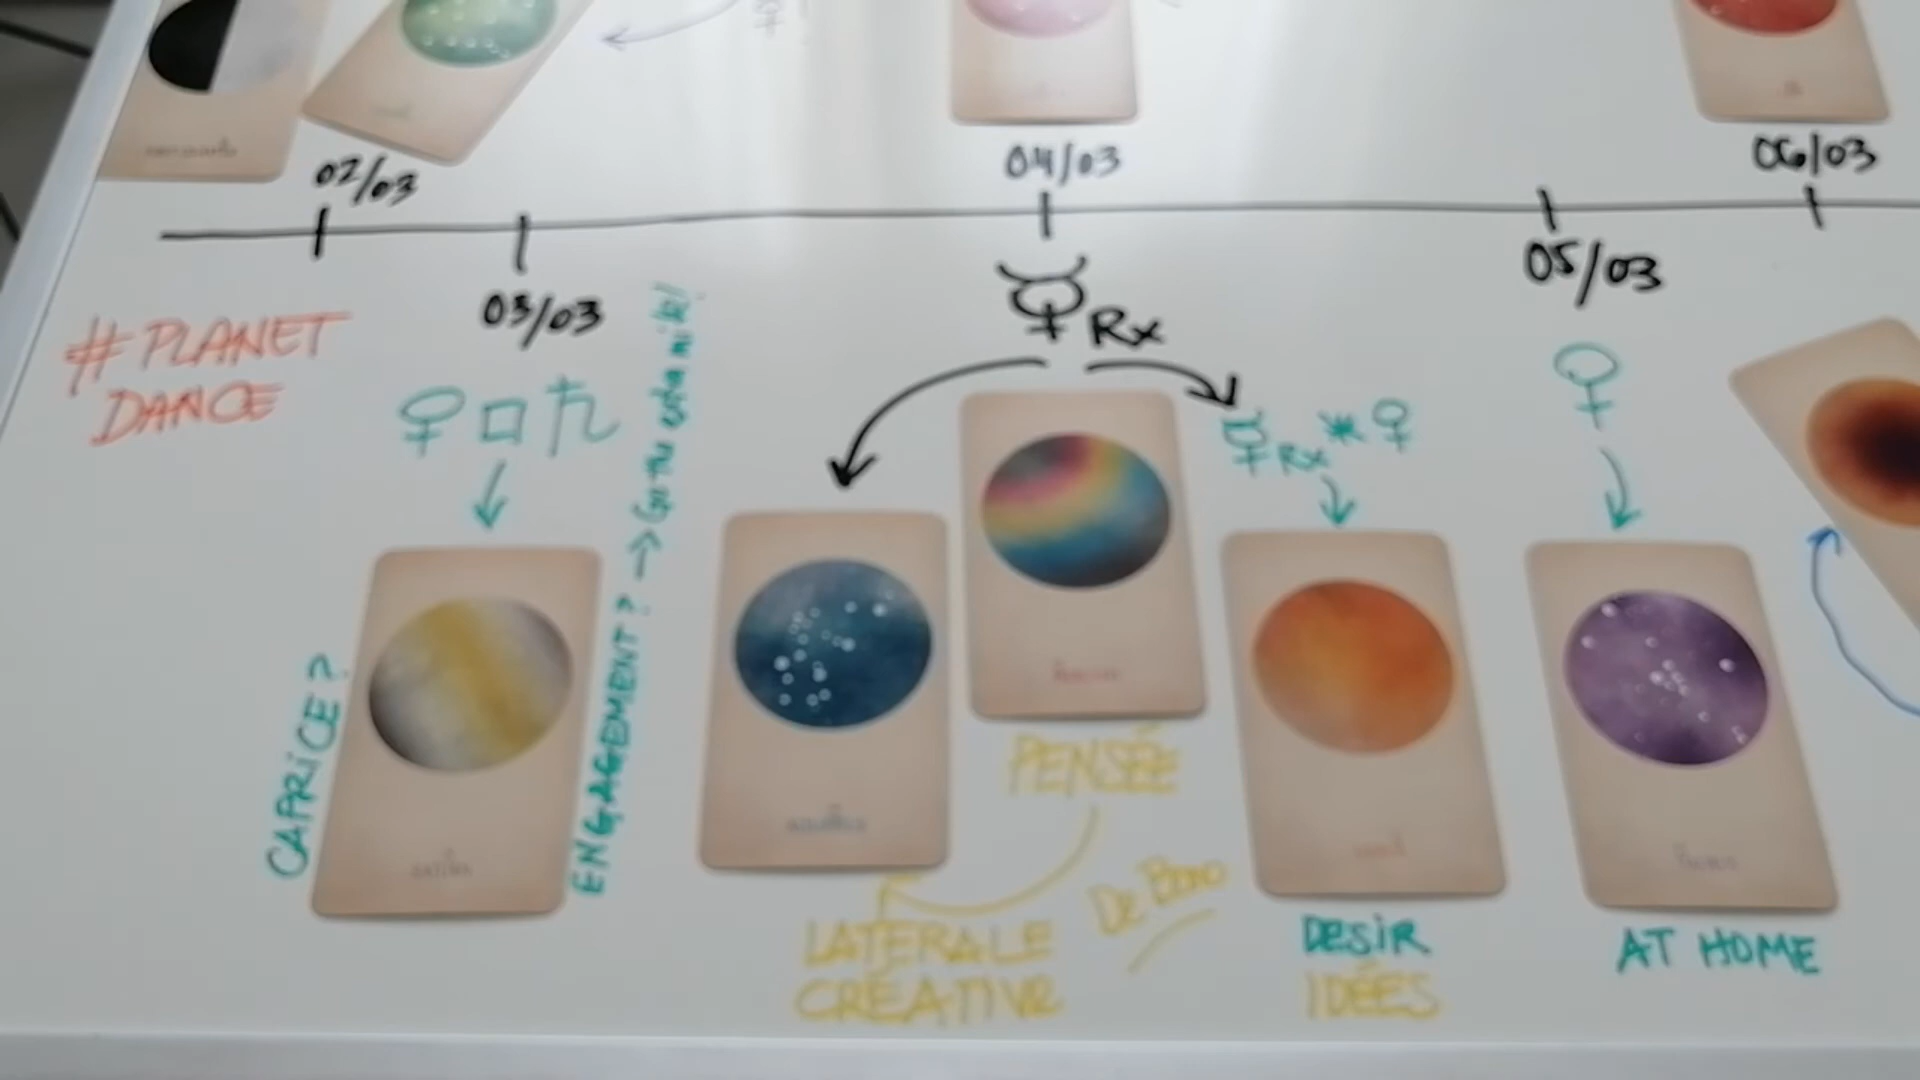 02/03
04/03
06/03
03/03
05/03
# PLANET
DANCE
Rx
Rx
CAPRICE ?
ENGAGEMENT ? →
PENSÉE
De Bono
LATÉRALE
CRÉATIVE
DESIR
IDÉES
AT HOME